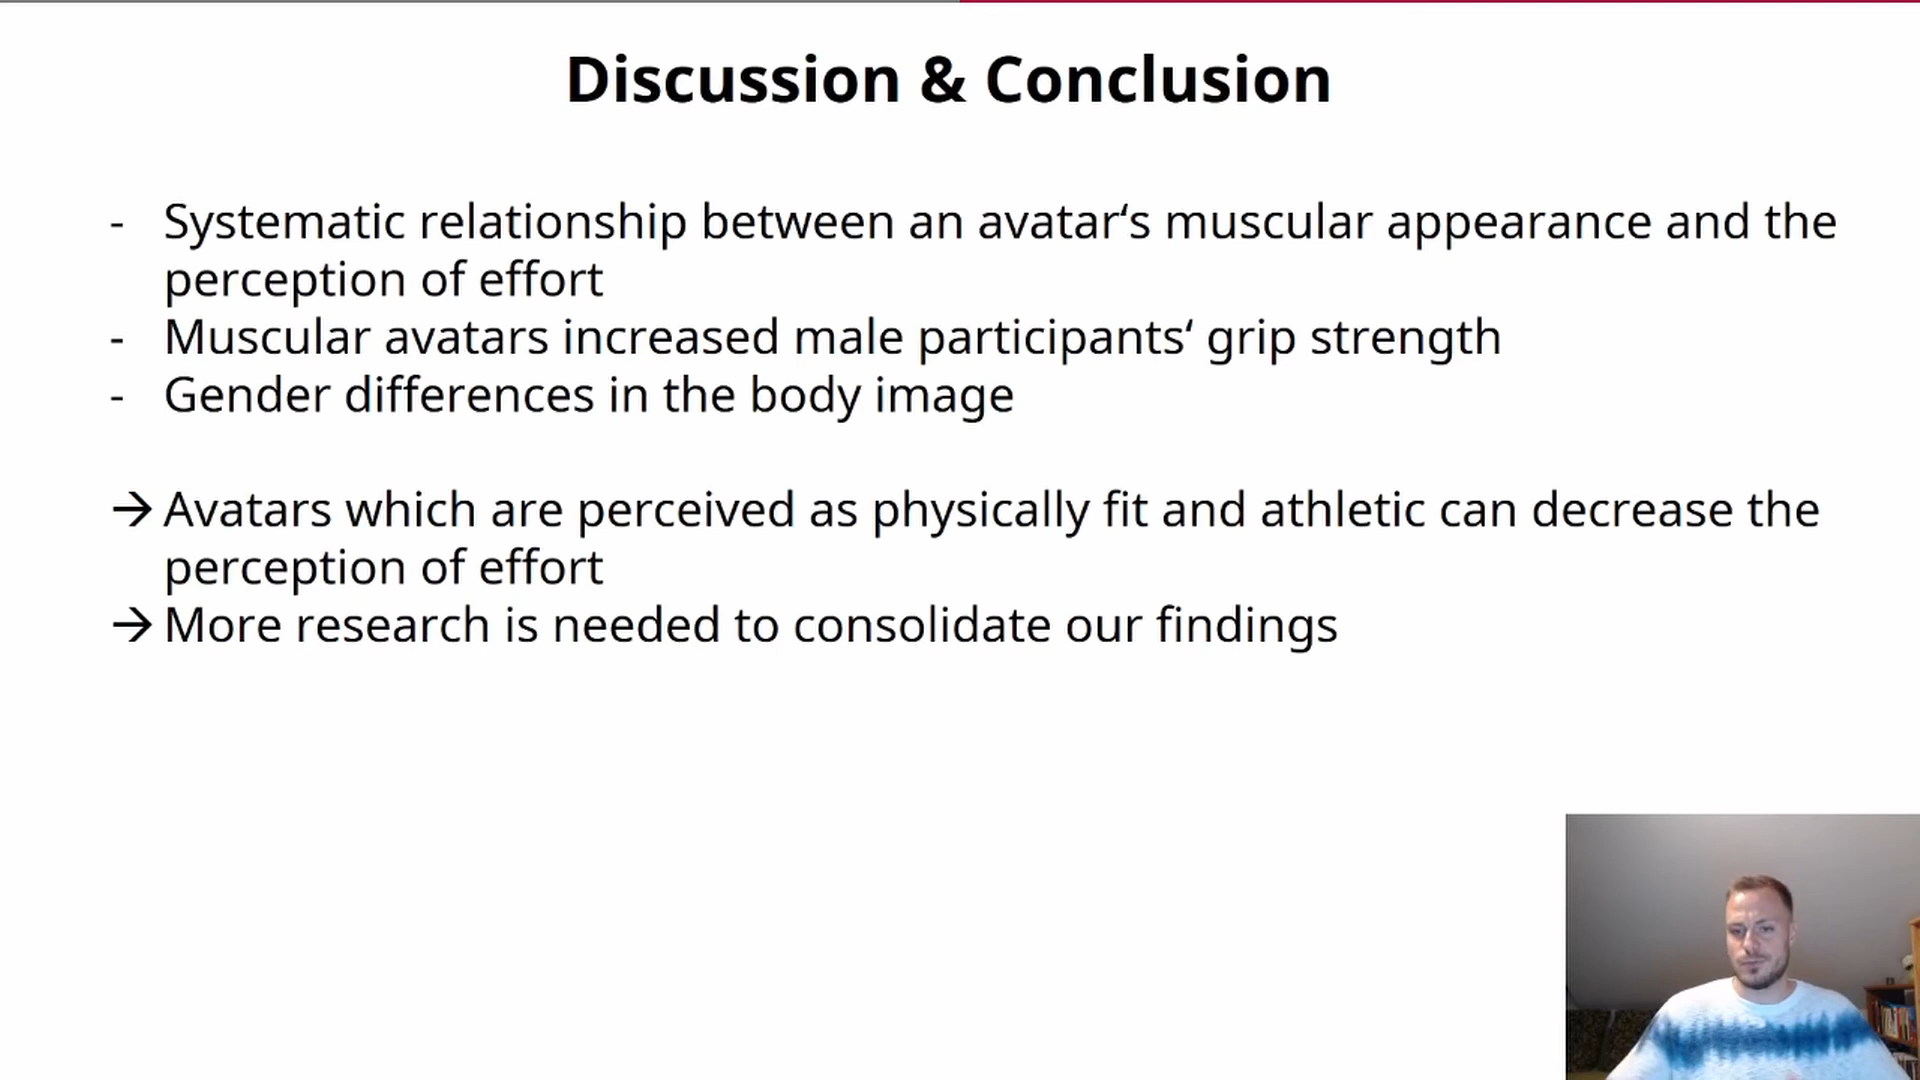 Discussion & Conclusion
- Systematic relationship between an avatar‘s muscular appearance and the
perception of effort
- Muscular avatars increased male participants‘ grip strength
- Gender differences in the body image
→ Avatars which are perceived as physically fit and athletic can decrease the
perception of effort
→ More research is needed to consolidate our findings